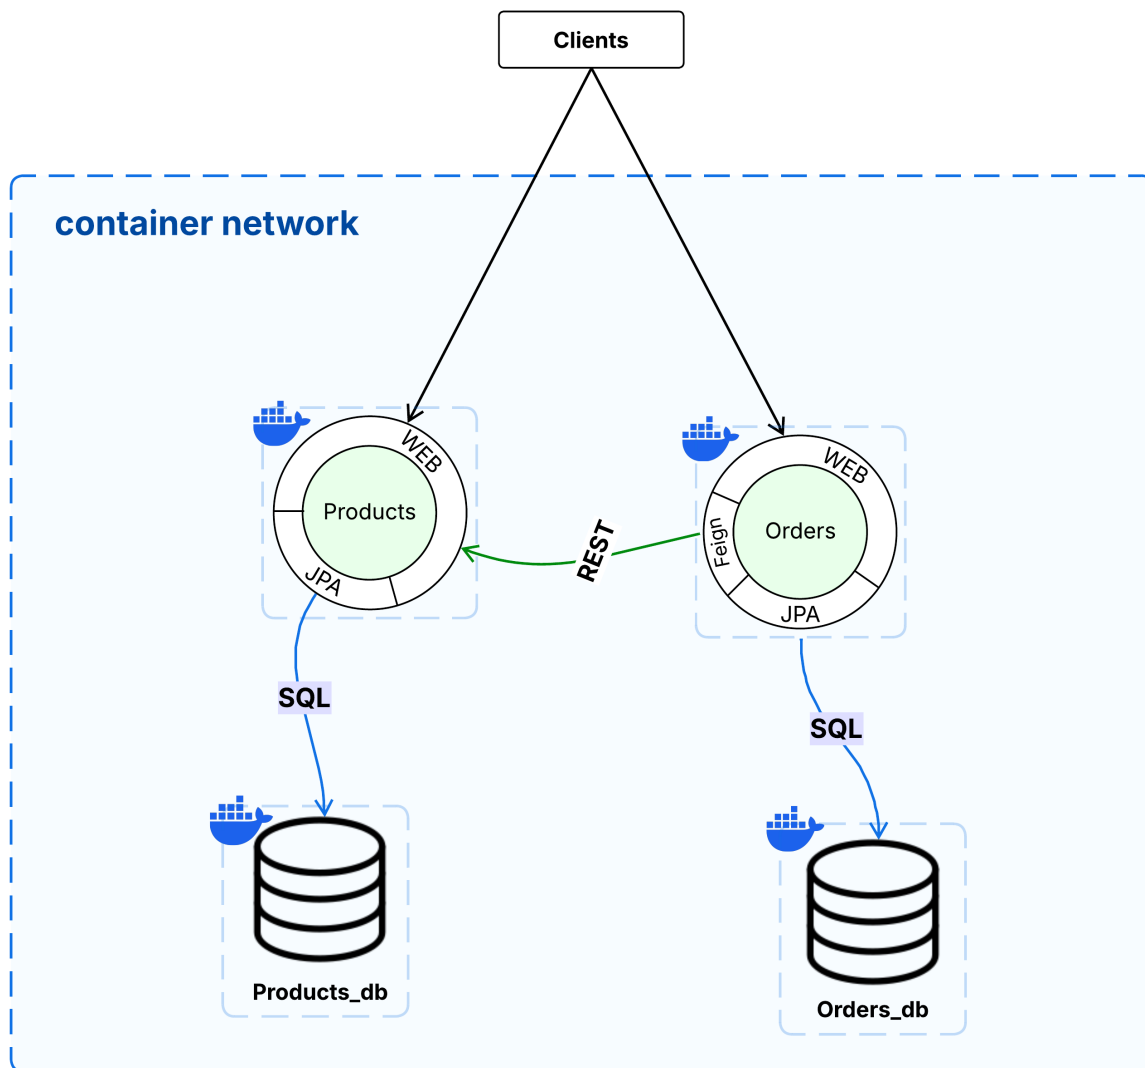 Clients
container network
WEB
Products
JPA
REST
WEB
Feign
Orders
JPA
SQL
SQL
Products_db
Orders_db